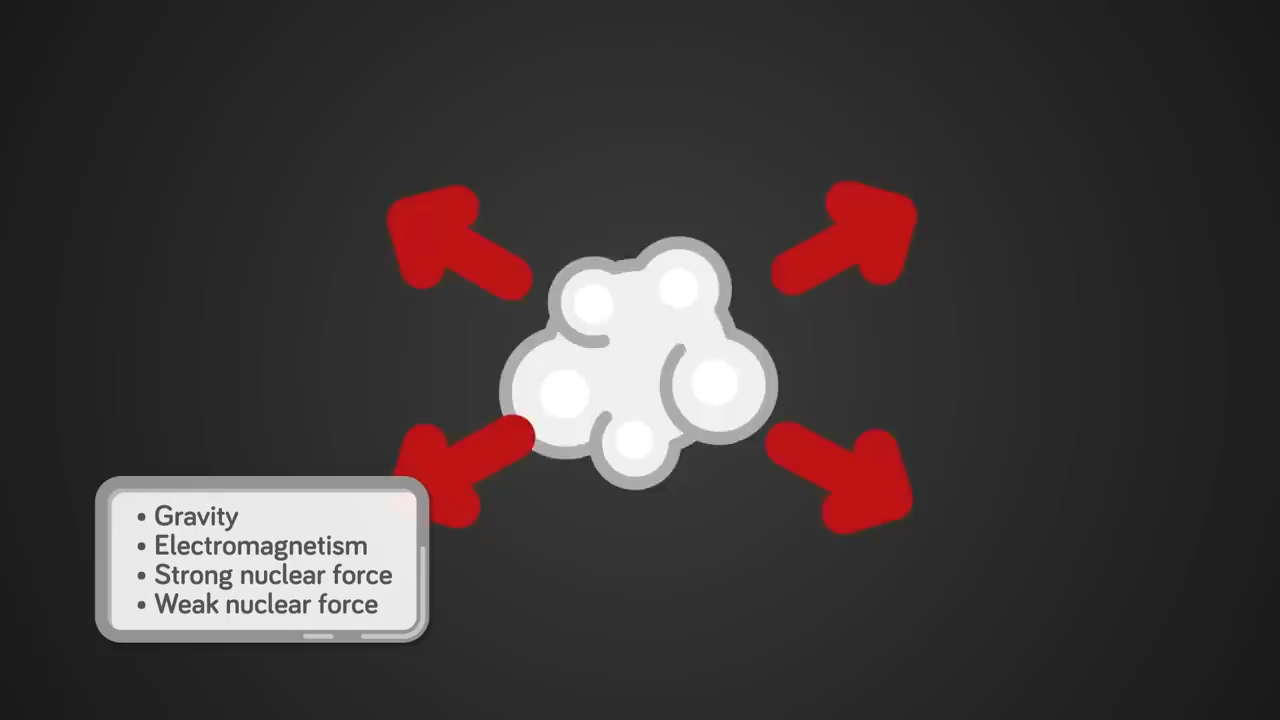 • Gravity
• Electromagnetism
• Strong nuclear force
• Weak nuclear force